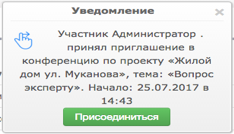 Уведомление
Участник Администратор .
принял приглашение в
конференцию по проекту «Жилой
дом ул. Муканова», тема: «Вопрос
эксперту». Начало: 25.07.2017 в
14:43
Присоединиться